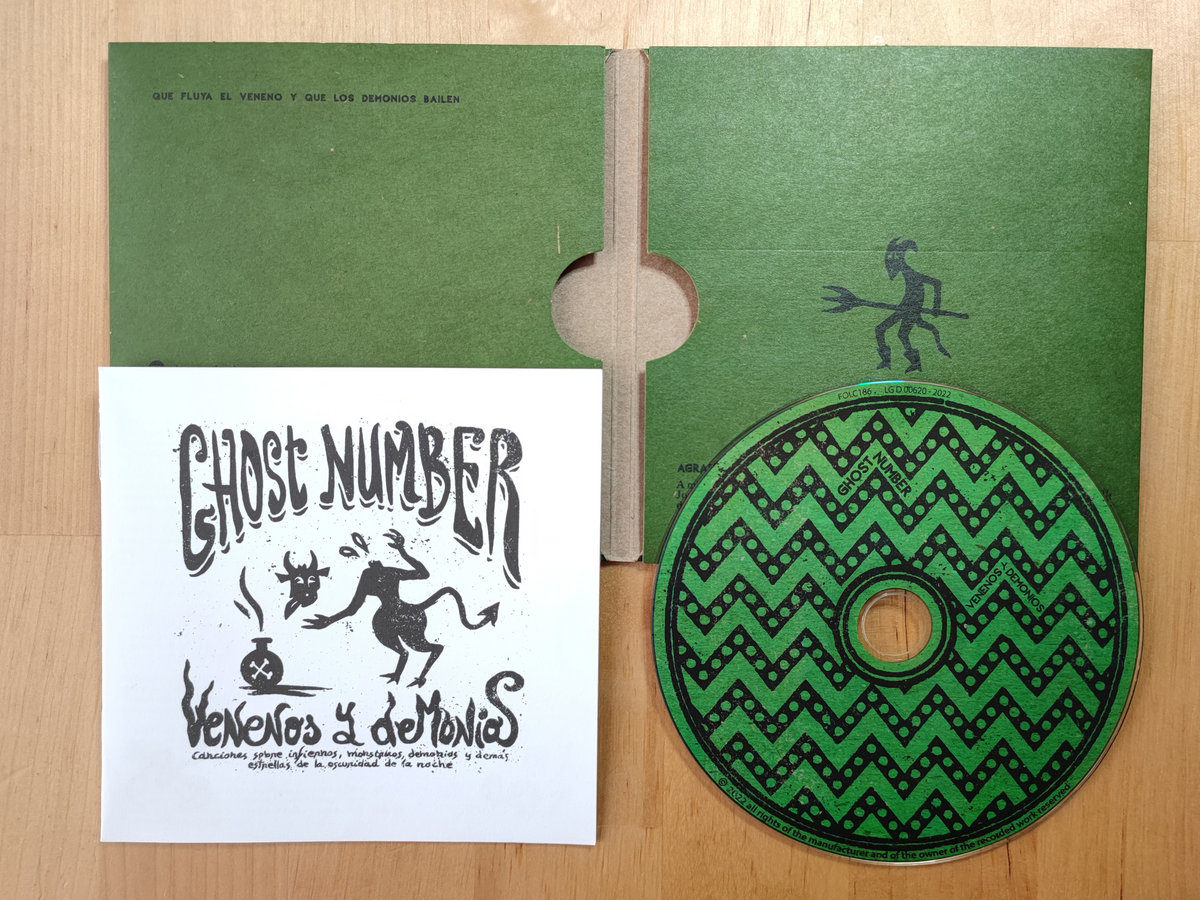 QUE FLUYA EL VENENO Y QUE LOS DEMONIOS BAILEN
GHOST NUMBER
VENENOS y deMONIOS
Canciones sobre infiernos, monstruos, demonios y demás
estrellas de la oscuridad de la noche
FOLC186 LG D 00620 - 2022
GHOST NUMBER
VENENOS Y DEMONIOS
© 2022 all rights of the manufacturer and of the owner of the recorded work reserved